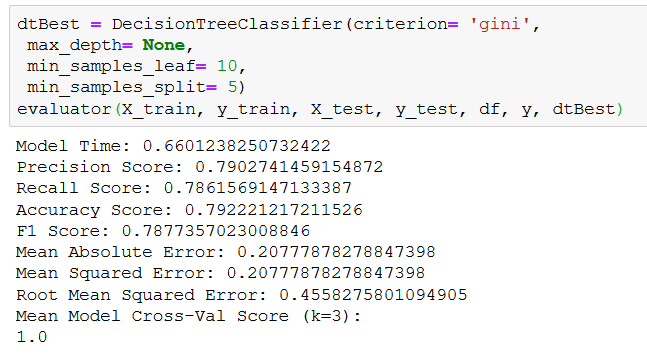 dtBest = DecisionTreeClassifier(criterion= 'gini',
 max_depth= None,
 min_samples_leaf= 10,
 min_samples_split= 5)
evaluator(X_train, y_train, X_test, y_test, df, y, dtBest)
Model Time: 0.6601238250732422
Precision Score: 0.7902741459154872
Recall Score: 0.7861569147133387
Accuracy Score: 0.792221217211526
F1 Score: 0.7877357023008846
Mean Absolute Error: 0.20777878278847398
Mean Squared Error: 0.20777878278847398
Root Mean Squared Error: 0.4558275801094905
Mean Model Cross-Val Score (k=3):
1.0